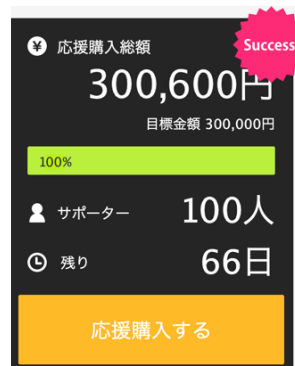 応援購入総額
Success
300,600円
目標金額 300,000円
100%
サポーター 100人
残り 66日
応援購入する